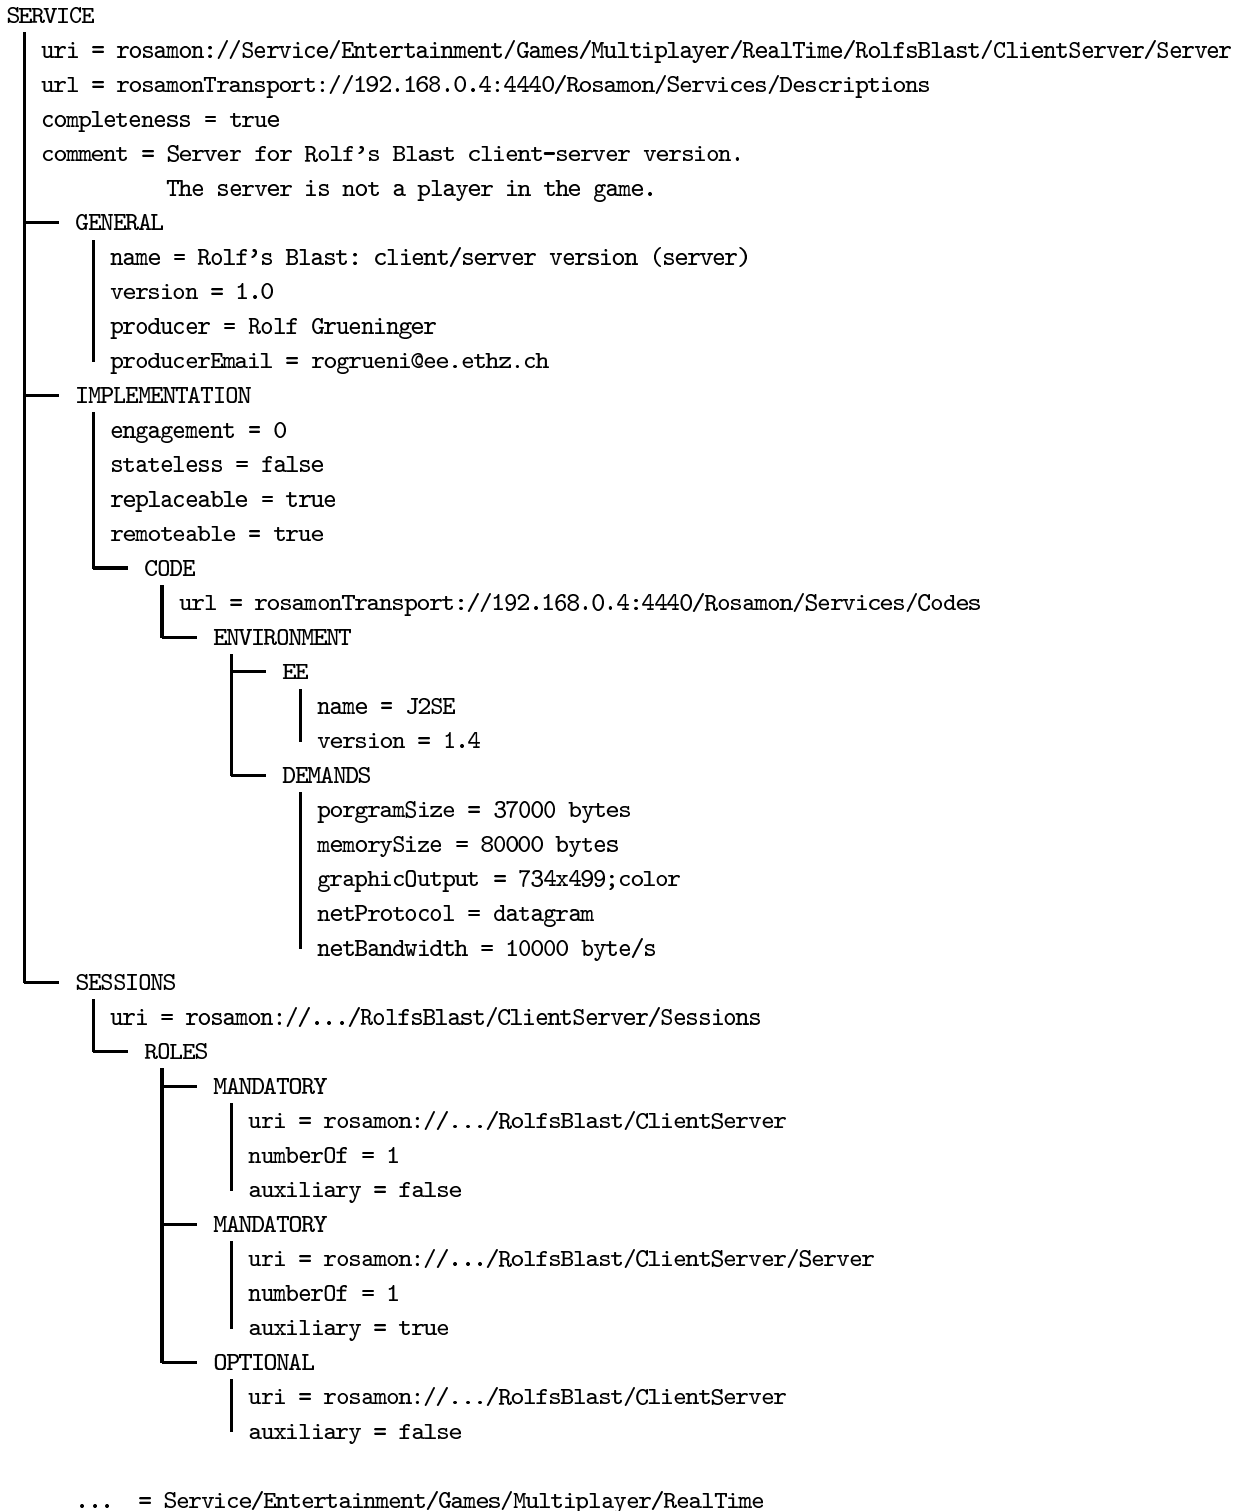 SERVICE
uri = rosamon://Service/Entertainment/Games/Multiplayer/RealTime/RolfsBlast/ClientServer/Server
url = rosamonTransport://192.168.0.4:4440/Rosamon/Services/Descriptions
completeness = true
comment = Server for Rolf's Blast client-server version.
The server is not a player in the game.
GENERAL
name = Rolf's Blast: client/server version (server)
version = 1.0
producer = Rolf Grueninger
producerEmail = rogrueni@ee.ethz.ch
IMPLEMENTATION
engagement = 0
stateless = false
replaceable = true
remoteable = true
CODE
url = rosamonTransport://192.168.0.4:4440/Rosamon/Services/Codes
ENVIRONMENT
EE
name = J2SE
version = 1.4
DEMANDS
porgramSize = 37000 bytes
memorySize = 80000 bytes
graphicOutput = 734x499;color
netProtocol = datagram
netBandwidth = 10000 byte/s
SESSIONS
uri = rosamon://.../RolfsBlast/ClientServer/Sessions
ROLES
MANDATORY
uri = rosamon://.../RolfsBlast/ClientServer
numberOf = 1
auxiliary = false
MANDATORY
uri = rosamon://.../RolfsBlast/ClientServer/Server
numberOf = 1
auxiliary = true
OPTIONAL
uri = rosamon://.../RolfsBlast/ClientServer
auxiliary = false
... = Service/Entertainment/Games/Multiplayer/RealTime